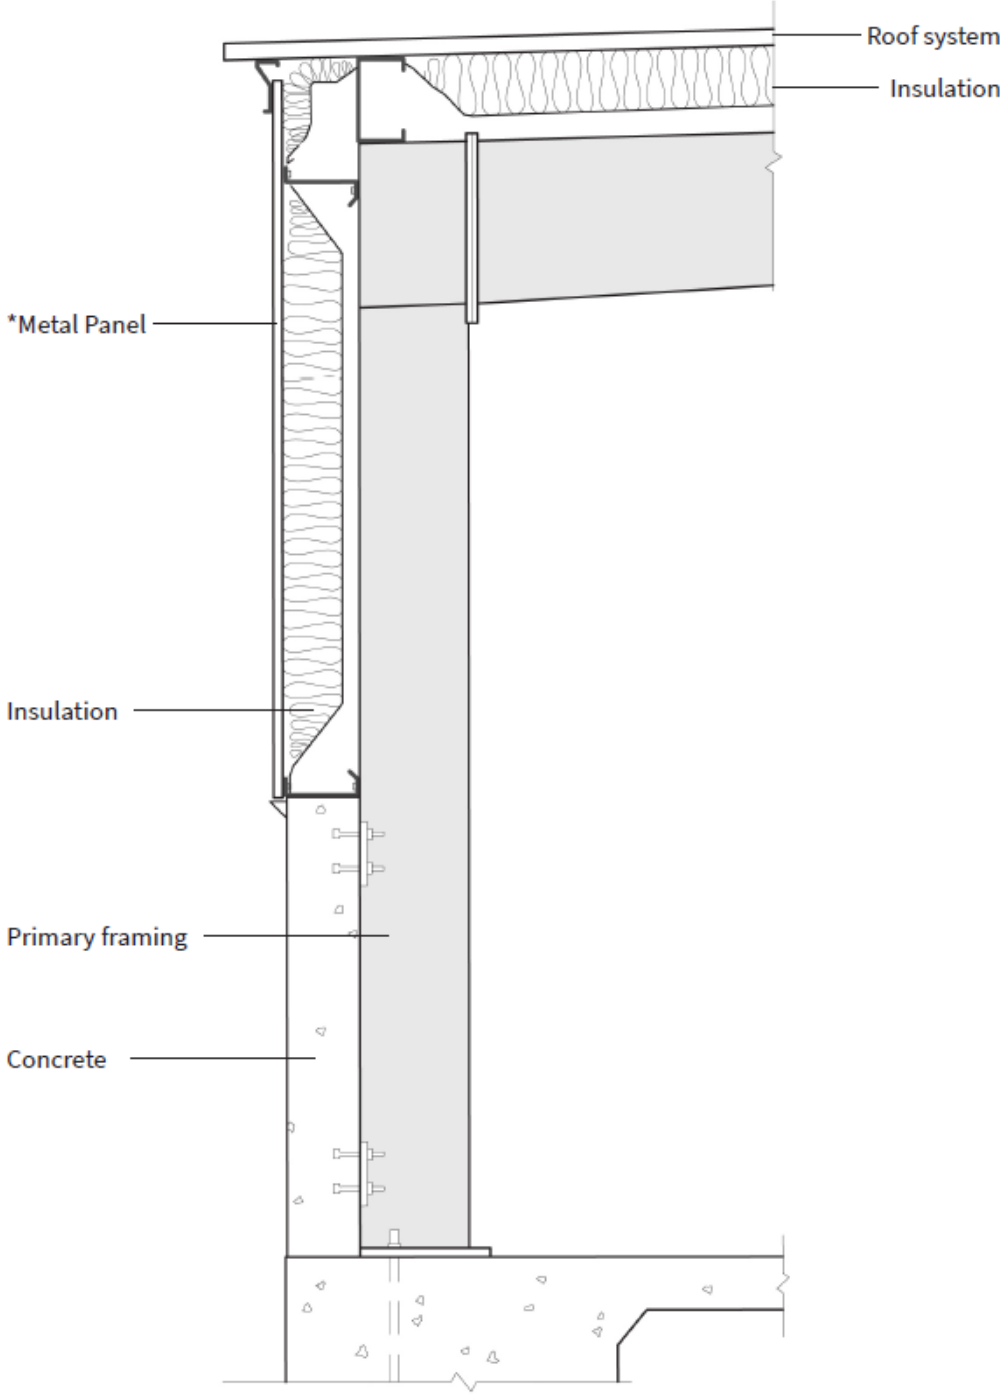 Roof system
Insulation
*Metal Panel
Insulation
Primary framing
Concrete